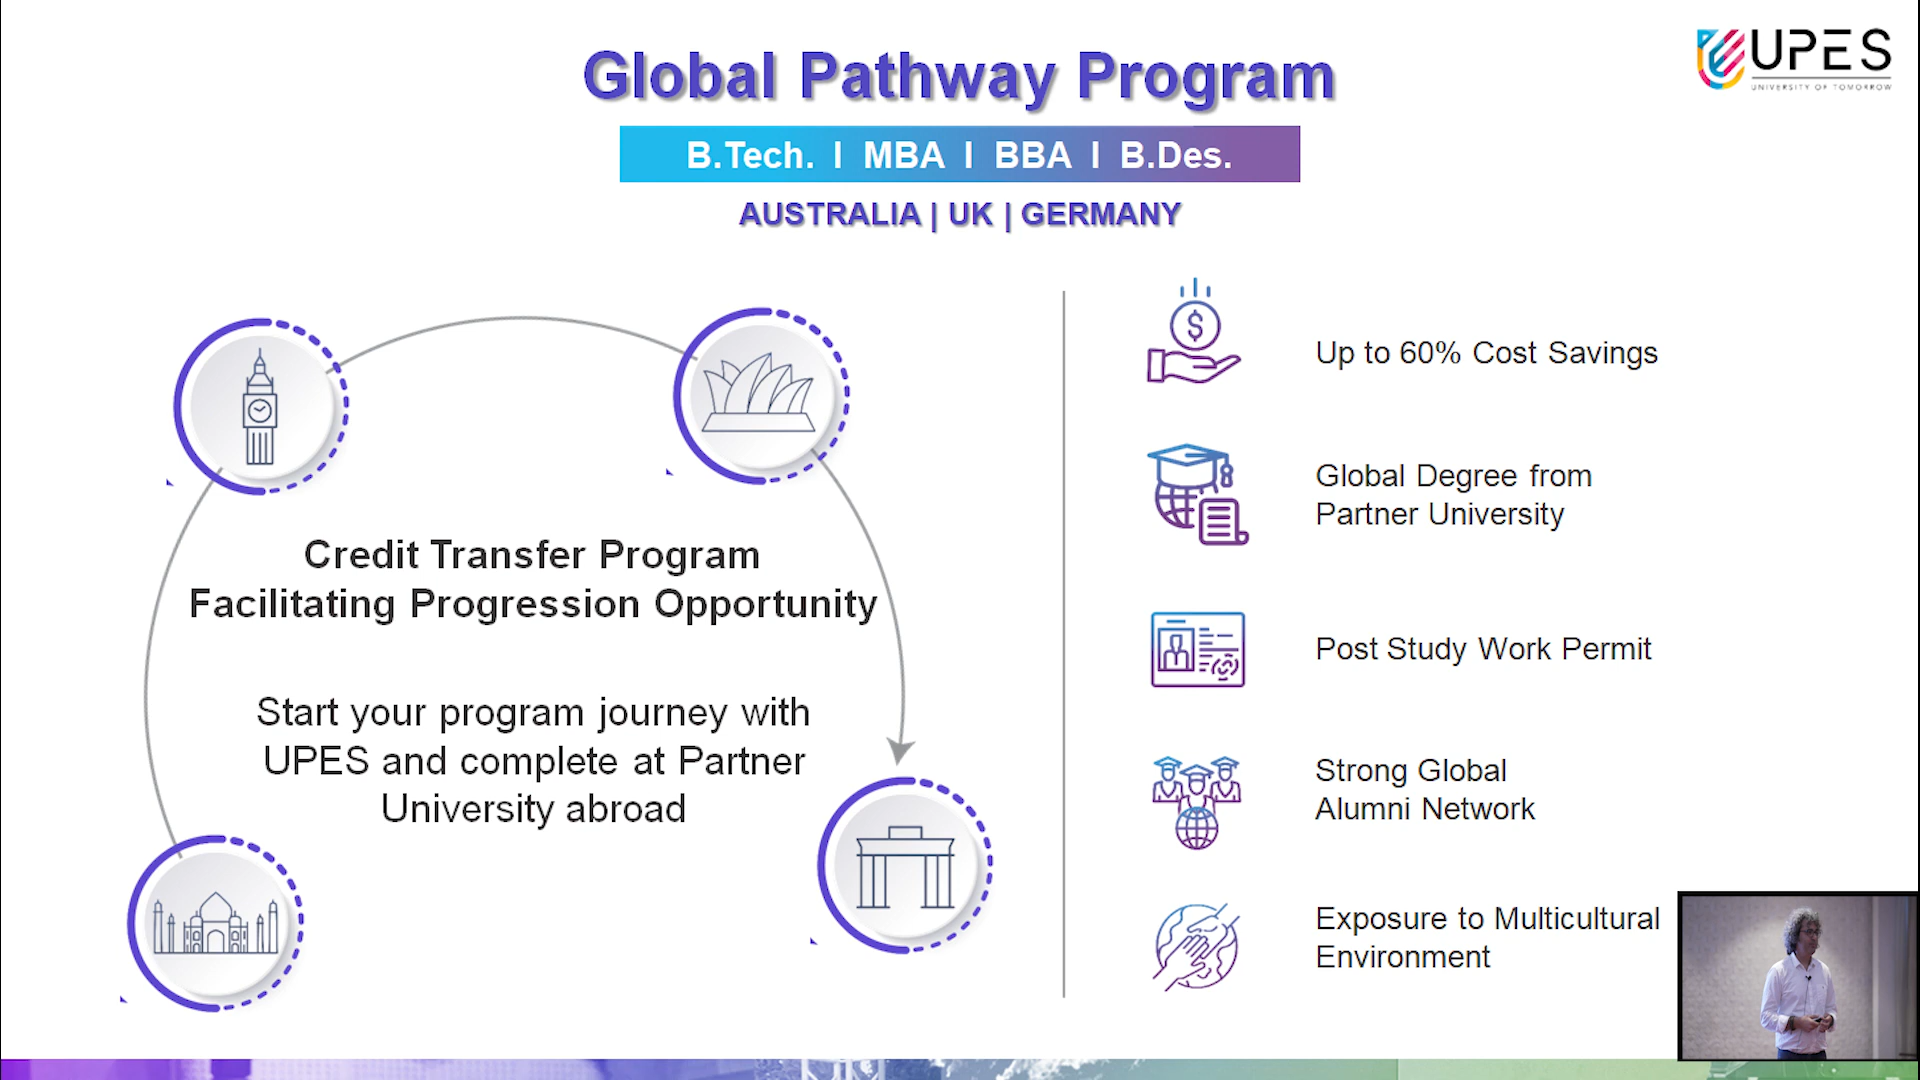 Global Pathway Program
UPES
UNIVERSITY OF TOMORROW
B.Tech. I MBA I BBA I B.Des.
AUSTRALIA | UK | GERMANY
Credit Transfer Program
Facilitating Progression Opportunity
Start your program journey with
UPES and complete at Partner
University abroad
$
Up to 60% Cost Savings
Global Degree from
Partner University
Post Study Work Permit
Strong Global
Alumni Network
Exposure to Multicultural
Environment